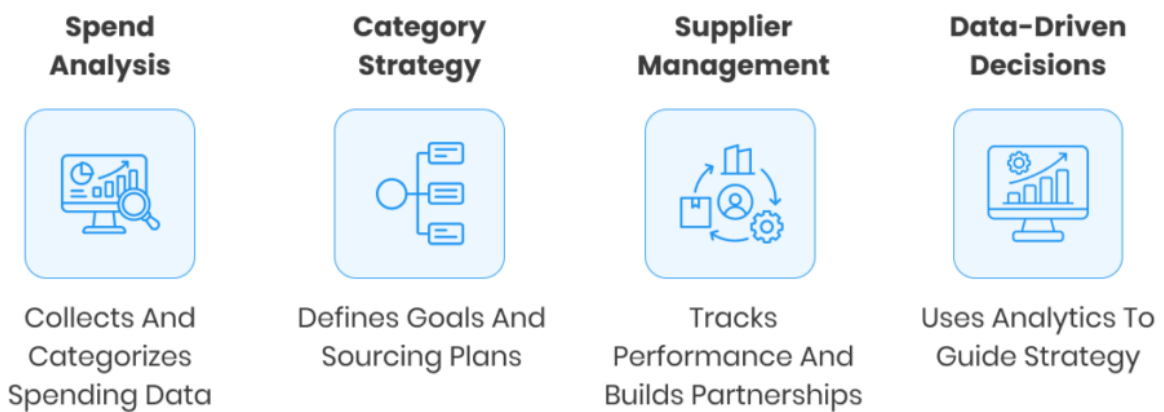 Spend
Analysis
Collects And
Categorizes
Spending Data
Category
Strategy
Defines Goals And
Sourcing Plans
Supplier
Management
Tracks
Performance And
Builds Partnerships
Data-Driven
Decisions
Uses Analytics To
Guide Strategy